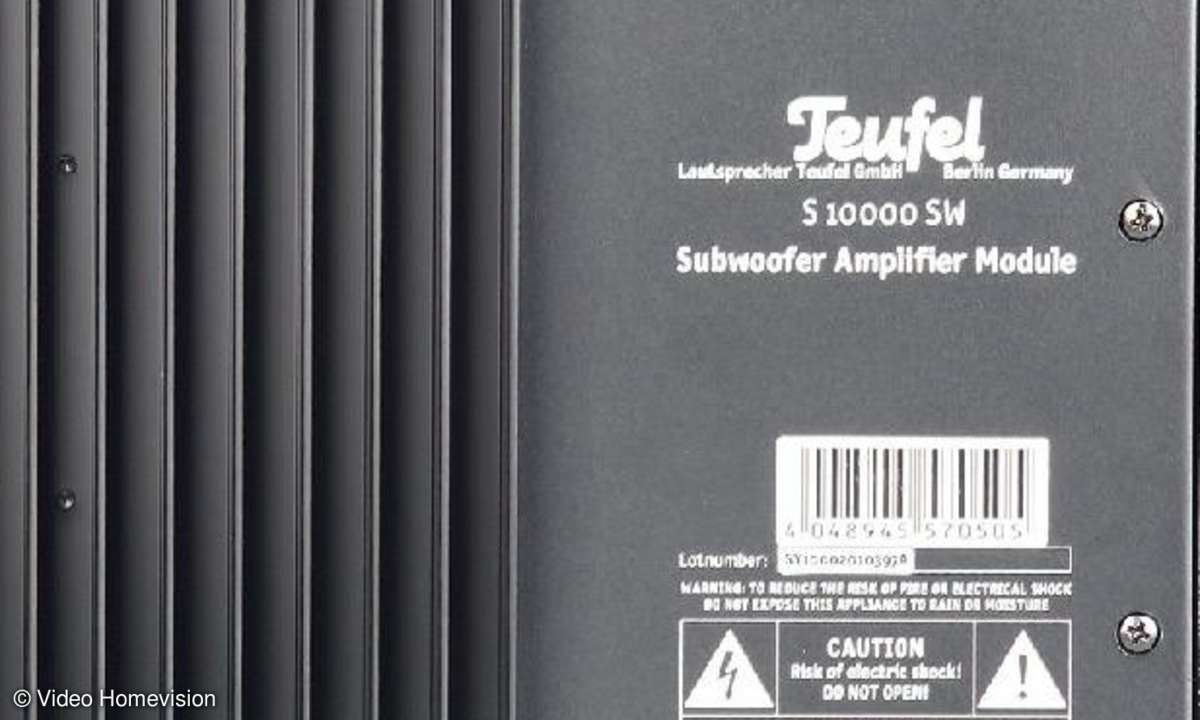 Teufel
Lautsprecher Teufel GmbH Berlin Germany
S 10000 SW
Subwoofer Amplifier Module
4 048945 570505
Lotnumber:
WARNING: TO REDUCE THE RISK OF FIRE OR ELECTRICAL SHOCK
DO NOT EXPOSE THIS APPLIANCE TO RAIN OR MOISTURE
CAUTION
Risk of electric shock!
DO NOT OPEN!
© Video Homevision